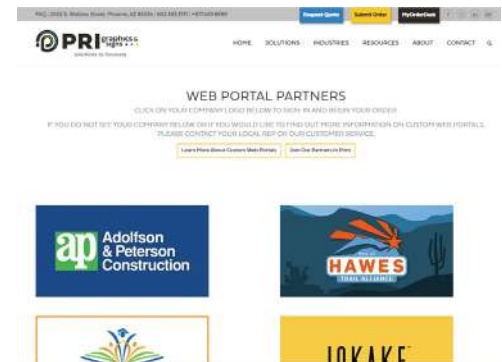 Request Quote Submit Order MyOrderDesk
PRI graphics & signs
solutions to business
HOME SOLUTIONS INDUSTRIES RESOURCES ABOUT CONTACT
WEB PORTAL PARTNERS
CLICK ON YOUR COMPANY LOGO BELOW TO SIGN-IN AND BEGIN YOUR ORDER
IF YOU DO NOT SEE YOUR COMPANY BELOW OR IF YOU WOULD LIKE TO FIND OUT MORE INFORMATION ON CUSTOM WEB PORTALS,
PLEASE CONTACT YOUR LOCAL REP OR OUR CUSTOMER SERVICE.
Learn More About Custom Web Portals Join Our Partners in Print
ap Adolfson
& Peterson
Construction
HAWES
TRAIL ALLIANCE
JOKAKE